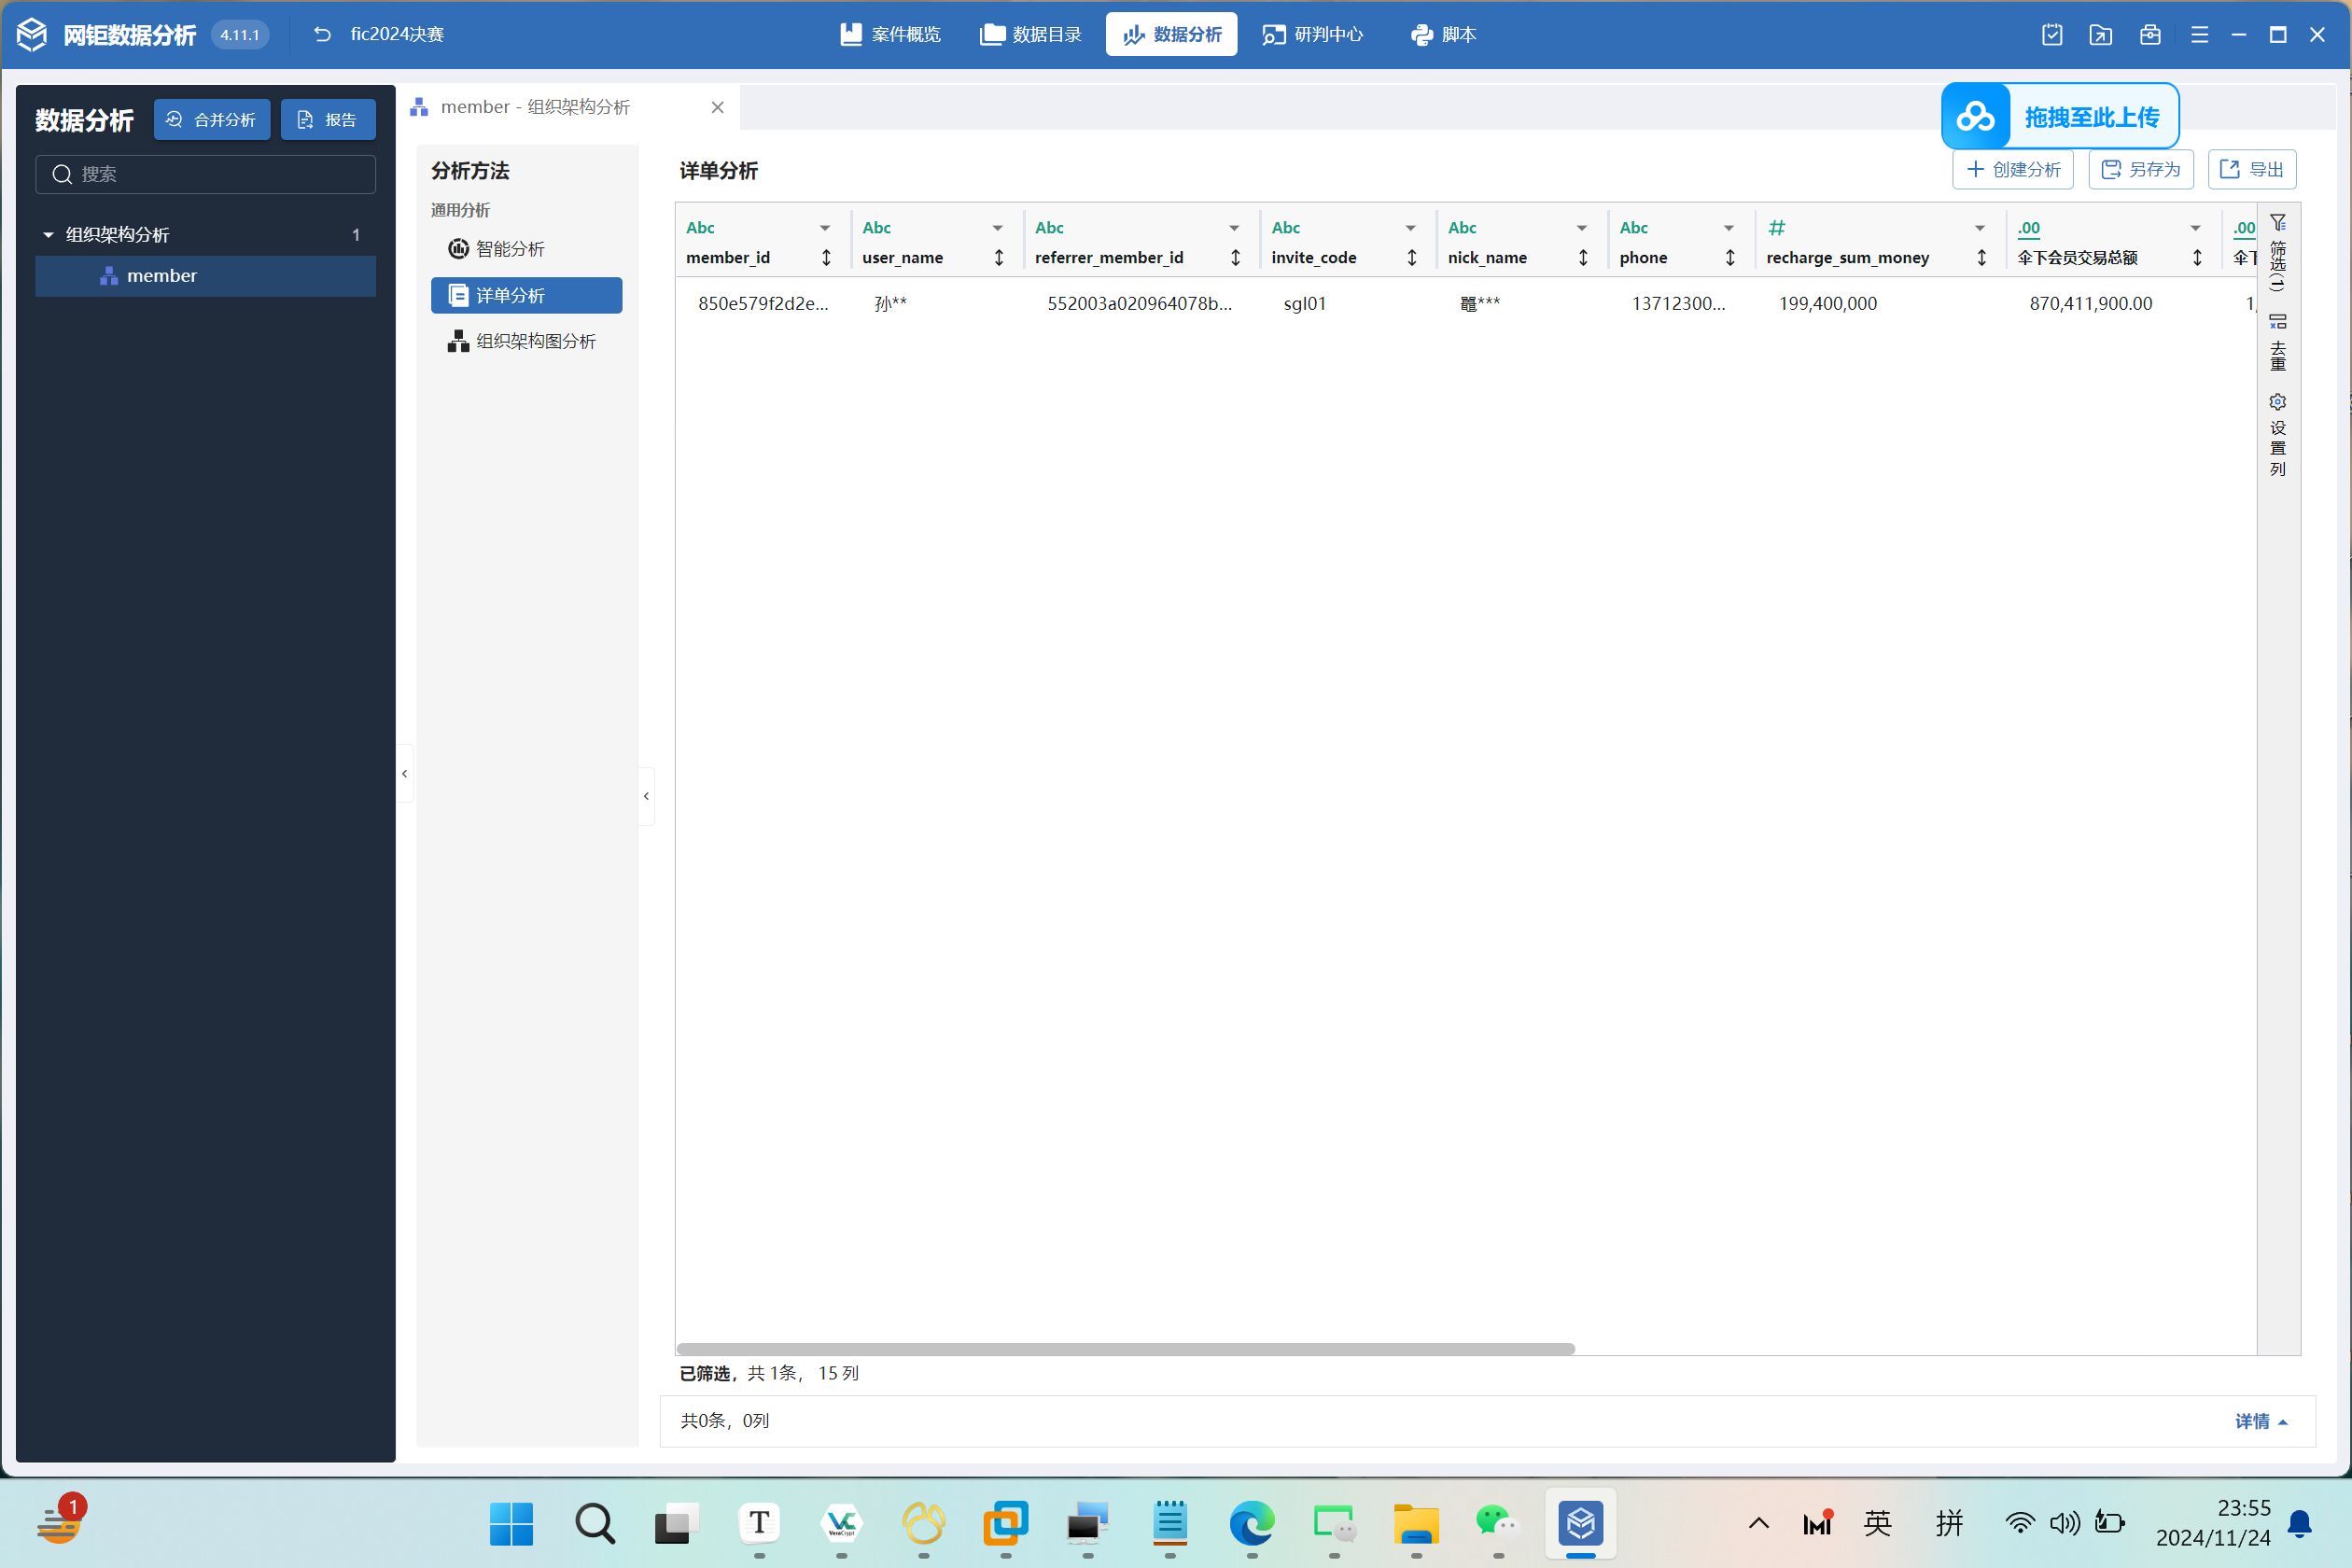 网钜数据分析 4.11.1 fic2024决赛 案件概览 数据目录 数据分析 研判中心 脚本
数据分析 合并分析 报告
搜索
组织架构分析 1
member
member - 组织架构分析
拖拽至此上传
分析方法
通用分析
智能分析
详单分析
组织架构图分析
详单分析
创建分析 另存为 导出
Abc Abc Abc Abc Abc Abc # .00 .00
member_id user_name referrer_member_id invite_code nick_name phone recharge_sum_money 伞下会员交易总额 伞下
850e579f2d2e... 孙** 552003a020964078b... sgl01 13712300... 199,400,000 870,411,900.00 1,
筛选(1)
去重
设置列
已筛选，共 1条， 15 列
共0条，0列
详情
1
T
VC
VeraCrypt
英 拼
23:55
2024/11/24